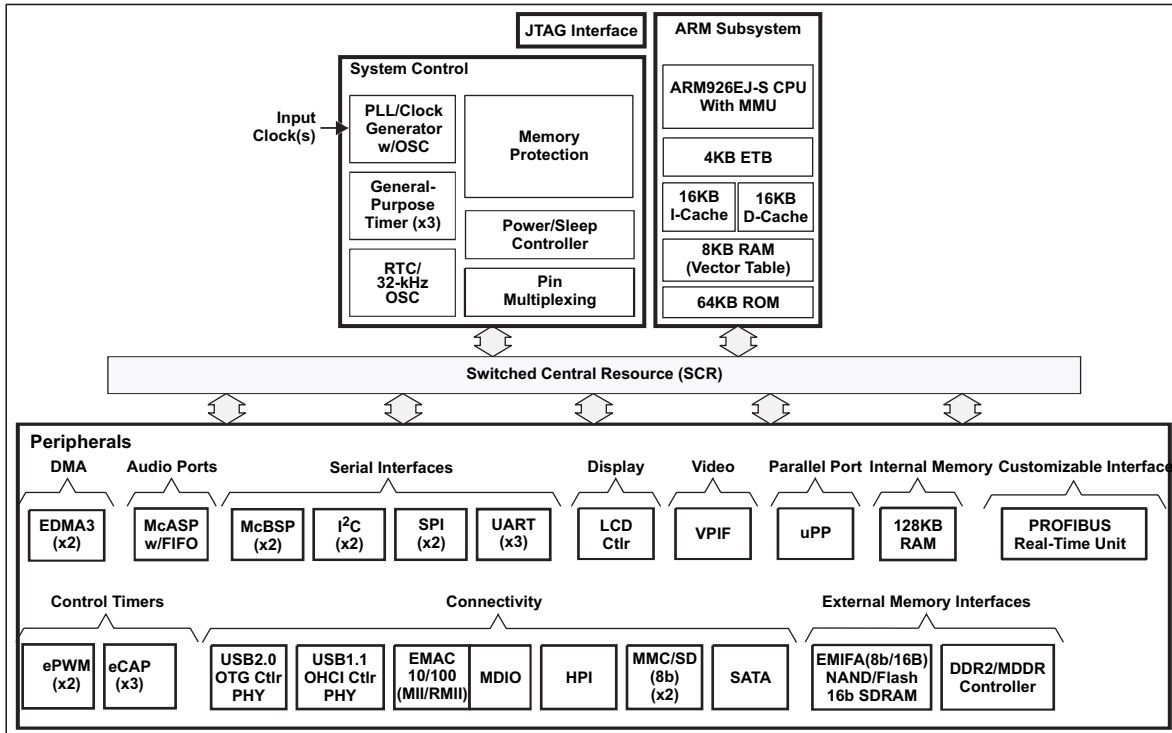 JTAG Interface
ARM Subsystem
System Control
ARM926EJ-S CPU
With MMU
Input
Clock(s)
PLL/Clock
Generator
w/OSC
Memory
Protection
4KB ETB
General-
Purpose
Timer (x3)
16KB
I-Cache
16KB
D-Cache
Power/Sleep
Controller
8KB RAM
(Vector Table)
RTC/
32-kHz
OSC
Pin
Multiplexing
64KB ROM
Switched Central Resource (SCR)
Peripherals
DMA
Audio Ports
Serial Interfaces
Display
Video
Parallel Port
Internal Memory
Customizable Interface
EDMA3
(x2)
McASP
w/FIFO
McBSP
(x2)
I²C
(x2)
SPI
(x2)
UART
(x3)
LCD
Ctlr
VPIF
uPP
128KB
RAM
PROFIBUS
Real-Time Unit
Control Timers
Connectivity
External Memory Interfaces
ePWM
(x2)
eCAP
(x3)
USB2.0
OTG Ctlr
PHY
USB1.1
OHCI Ctlr
PHY
EMAC
10/100
(MII/RMII)
MDIO
HPI
MMC/SD
(8b)
(x2)
SATA
EMIFA(8b/16B)
NAND/Flash
16b SDRAM
DDR2/MDDR
Controller